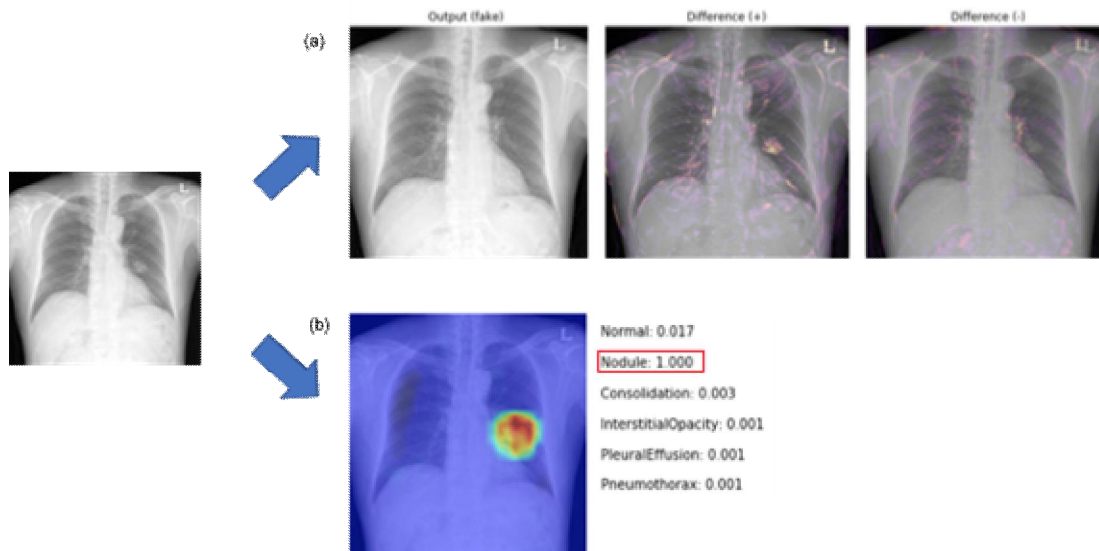 Output (fake) Difference (+) Difference (-)
(a)
L
L
L
L
(b)
L
Normal: 0.017
Nodule: 1.000
Consolidation: 0.003
InterstitialOpacity: 0.001
PleuralEffusion: 0.001
Pneumothorax: 0.001